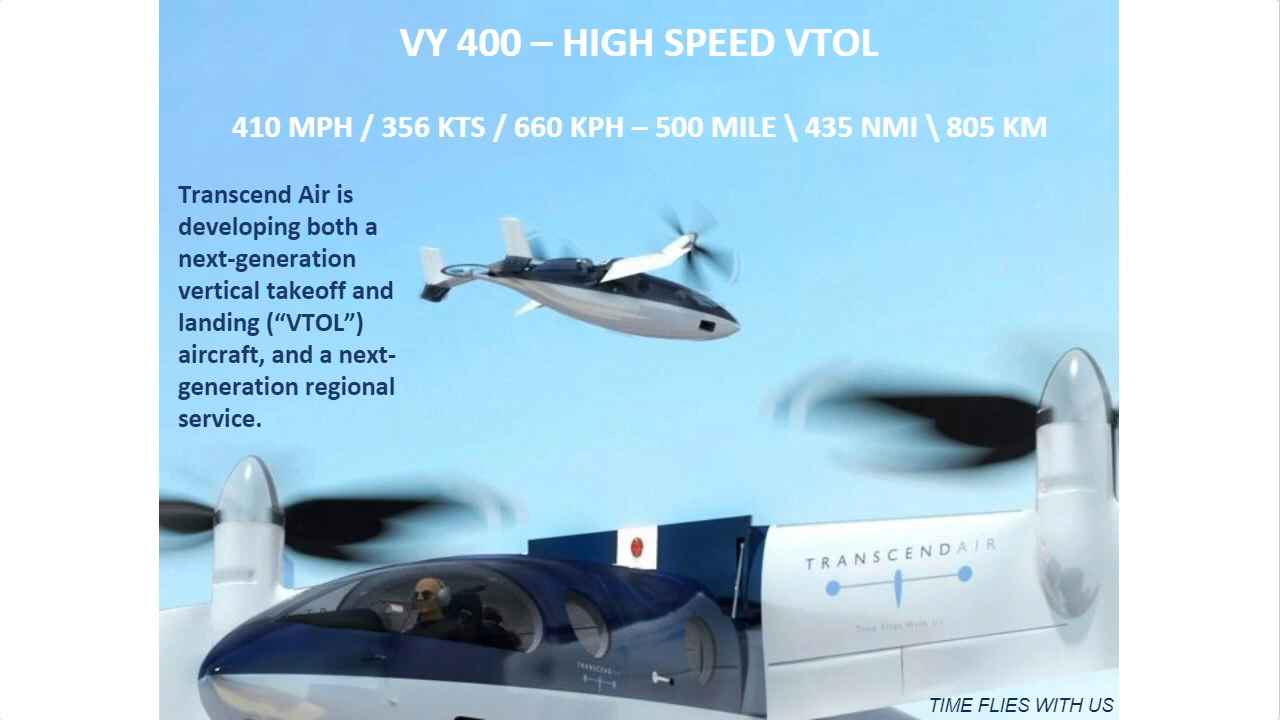 VY 400 – HIGH SPEED VTOL
410 MPH / 356 KTS / 660 KPH – 500 MILE \ 435 NMI \ 805 KM
Transcend Air is
developing both a
next-generation
vertical takeoff and
landing (“VTOL”)
aircraft, and a next-
generation regional
service.
TRANSCENDAIR
Time Flies With Us
TRANSCENDAIR
TIME FLIES WITH US